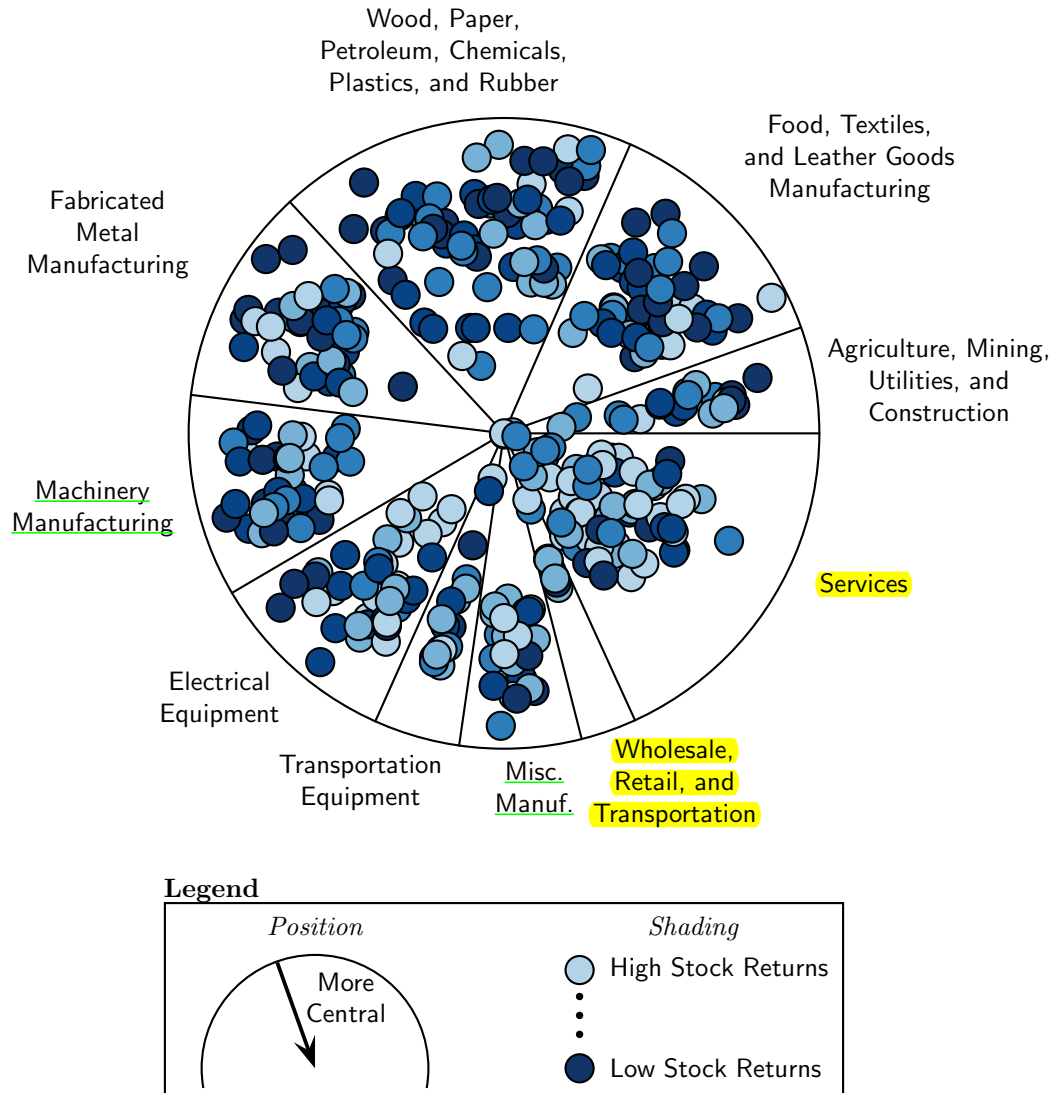 Wood, Paper,
Petroleum, Chemicals,
Plastics, and Rubber
Food, Textiles,
and Leather Goods
Manufacturing
Fabricated
Metal
Manufacturing
Agriculture, Mining,
Utilities, and
Construction
Machinery
Manufacturing
Services
Electrical
Equipment
Transportation
Equipment
Misc.
Manuf.
Wholesale,
Retail, and
Transportation
Legend
Position
Shading
More
Central
High Stock Returns
Low Stock Returns